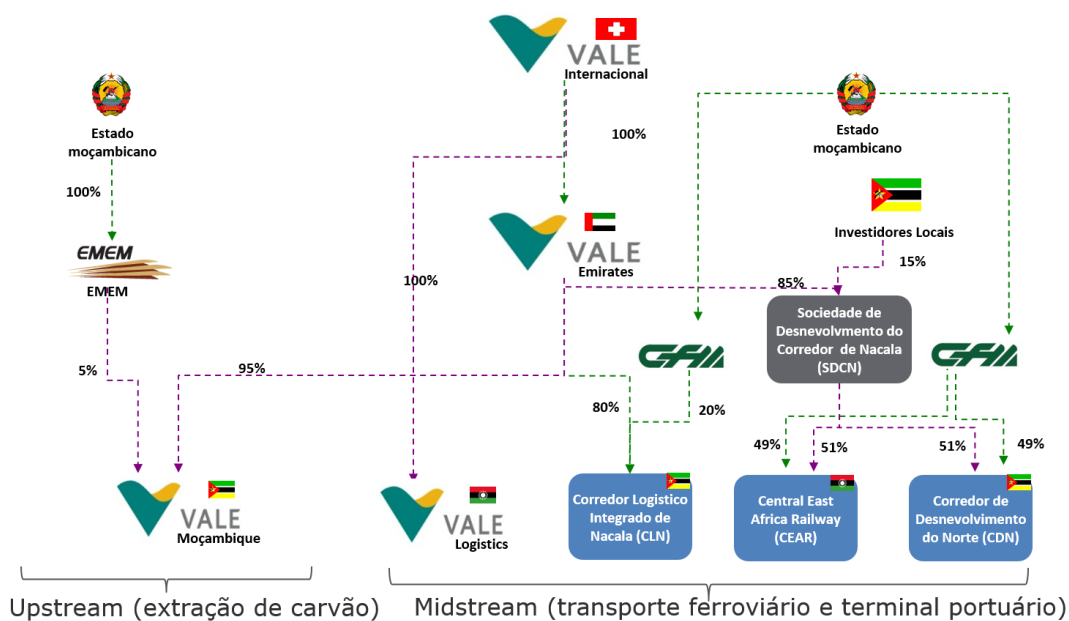 VALE
Internacional
Estado
moçambicano
100%
Estado
moçambicano
100%
EMEM
EMEM
VALE
Emirates
Investidores Locais
15%
100%
85%
Sociedade de
Desnevolvmento do
Corredor de Nacala
(SDCN)
CFM
CFM
5%
95%
80%
20%
49%
51%
51%
49%
VALE
Moçambique
VALE
Logistics
Corredor Logistico
Integrado de
Nacala (CLN)
Central East
Africa Railway
(CEAR)
Corredor de
Desnevolvimento
do Norte (CDN)
Upstream (extração de carvão)
Midstream (transporte ferroviário e terminal portuário)